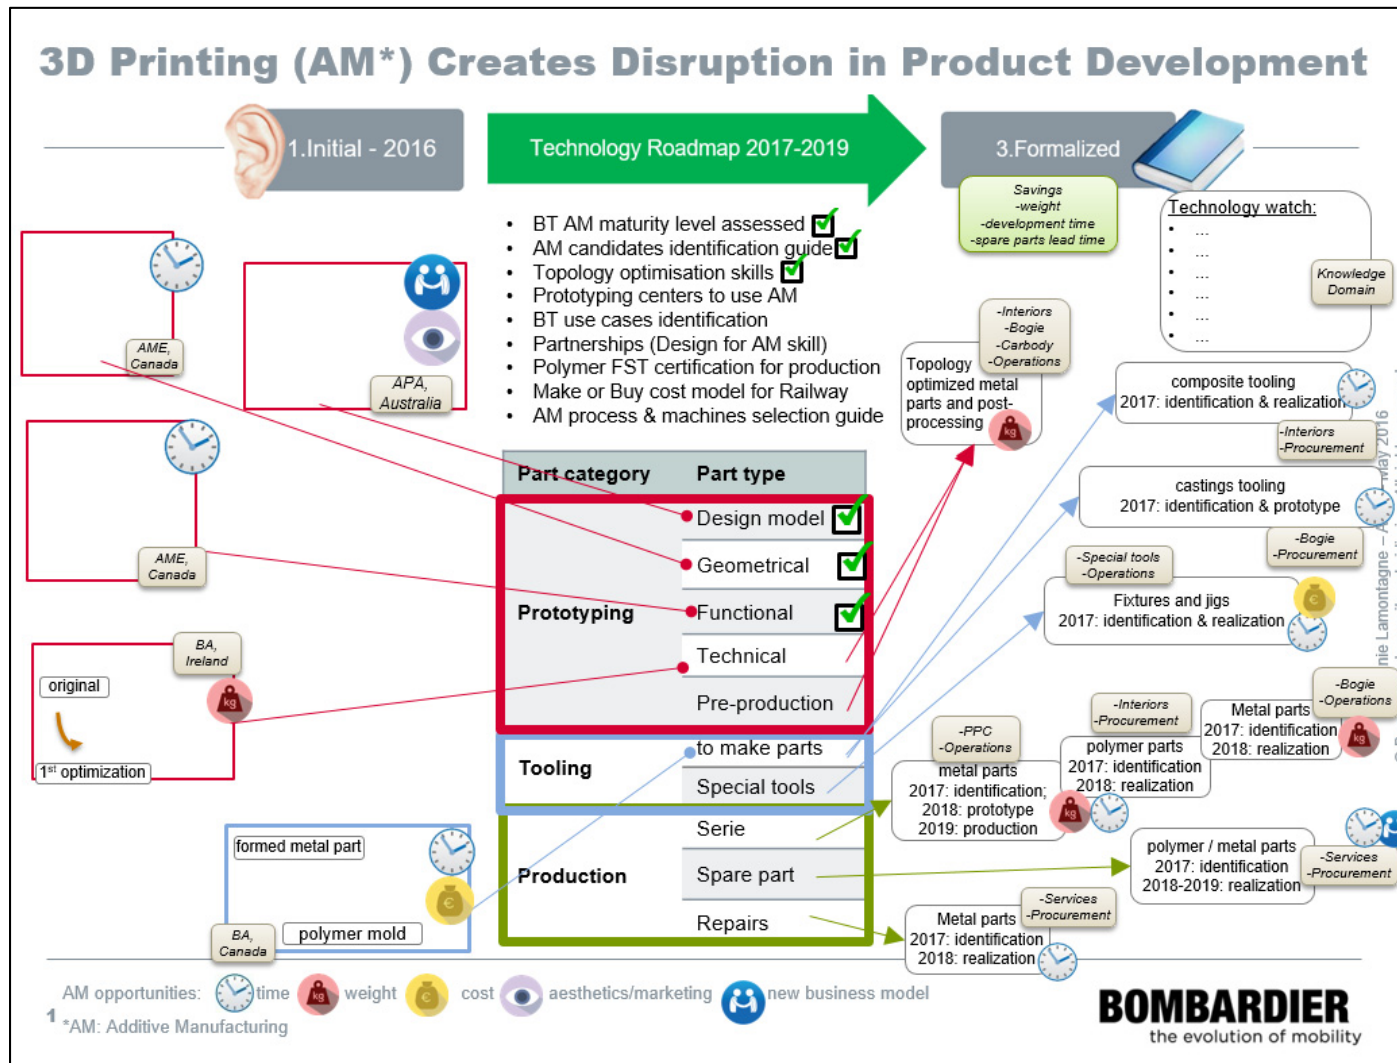 3D Printing (AM*) Creates Disruption in Product Development
1.Initial - 2016
Technology Roadmap 2017-2019
3.Formalized
Savings
-weight
-development time
-spare parts lead time
Technology watch:
• ...
• ...
• ...
• ...
• ...
• ...
Knowledge
Domain
• BT AM maturity level assessed
• AM candidates identification guide
• Topology optimisation skills
• Prototyping centers to use AM
• BT use cases identification
• Partnerships (Design for AM skill)
• Polymer FST certification for production
• Make or Buy cost model for Railway
• AM process & machines selection guide
AME,
Canada
APA,
Australia
AME,
Canada
BA,
Ireland
original
kg
1st optimization
formed metal part
€
polymer mold
BA,
Canada
Part category
Part type
Prototyping
Design model
Geometrical
Functional
Technical
Pre-production
Tooling
to make parts
Special tools
Production
Serie
Spare part
Repairs
-Interiors
-Bogie
-Carbody
-Operations
Topology
optimized metal
parts and post-
processing
kg
composite tooling
2017: identification & realization
-Interiors
-Procurement
castings tooling
2017: identification & prototype
-Bogie
-Procurement
-Special tools
-Operations
Fixtures and jigs
2017: identification & realization
€
nie Lamontagne – A
May 2016
-PPC
-Operations
metal parts
2017: identification;
2018: prototype
2019: production
kg
-Interiors
-Procurement
polymer parts
2017: identification
2018: realization
-Bogie
-Operations
Metal parts
2017: identification
2018: realization
kg
polymer / metal parts
2017: identification
2018-2019: realization
-Services
-Procurement
-Services
-Procurement
Metal parts
2017: identification
2018: realization
AM opportunities: time kg weight € cost aesthetics/marketing new business model
1
*AM: Additive Manufacturing
BOMBARDIER
the evolution of mobility